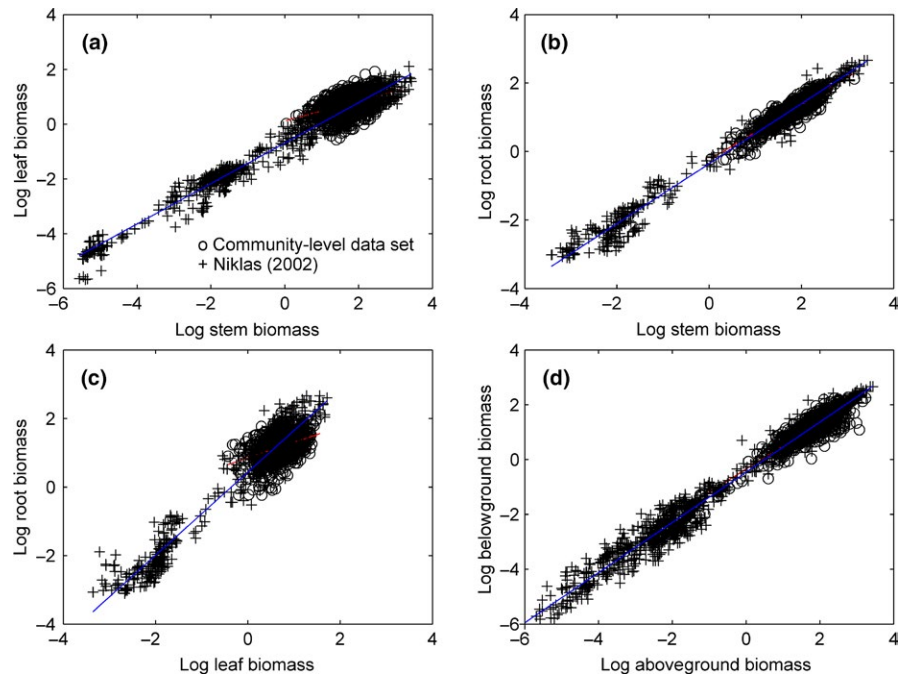 4
(a)
2
0
−2
−4
−6
Log leaf biomass
o Community-level data set
+ Niklas (2002)
−6 −4 −2 0 2 4
Log stem biomass
4
(b)
2
0
−2
−4
Log root biomass
−4 −2 0 2 4
Log stem biomass
4
(c)
2
0
−2
−4
Log root biomass
−4 −2 0 2 4
Log leaf biomass
4
(d)
2
0
−2
−4
−6
Log belowground biomass
−6 −4 −2 0 2 4
Log aboveground biomass